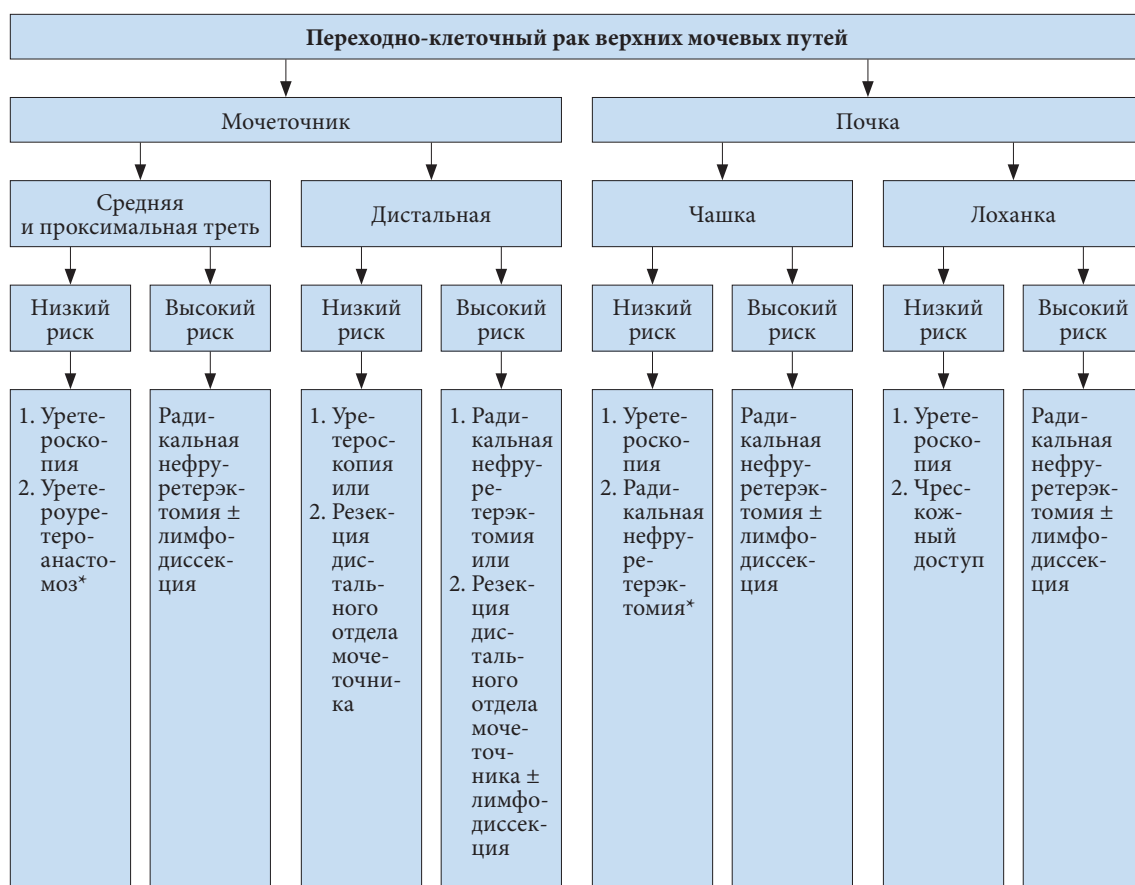 Переходно-клеточный рак верхних мочевых путей
Мочеточник
Почка
Средняя
и проксимальная треть
Дистальная
Чашка
Лоханка
Низкий
риск
Высокий
риск
Низкий
риск
Высокий
риск
Низкий
риск
Высокий
риск
Низкий
риск
Высокий
риск
1. Урете-
роско-
пия
2. Урете-
роуре-
теро-
анасто-
моз*
Ради-
кальная
нефру-
ретерэк-
томия ±
лимфо-
диссек-
ция
1. Уре-
терос-
копия
или
2. Резек-
ция
дис-
таль-
ного
отдела
моче-
точни-
ка
1. Ради-
кальная
нефру-
ре-
терэк-
томия или
2. Резек-
ция
дис-
таль-
ного
отдела
моче-
точ-
ника ±
лимфо-
диссек-
ция
1. Урете-
роско-
пия
2. Ради-
кальная
нефру-
ре-
терэк-
томия*
Ради-
кальная
нефру-
ретерэк-
томия ±
лимфо-
диссек-
ция
1. Урете-
роско-
пия
2. Чрес-
кож-
ный
доступ
Ради-
кальная
нефру-
ретерэк-
томия ±
лимфо-
диссек-
ция